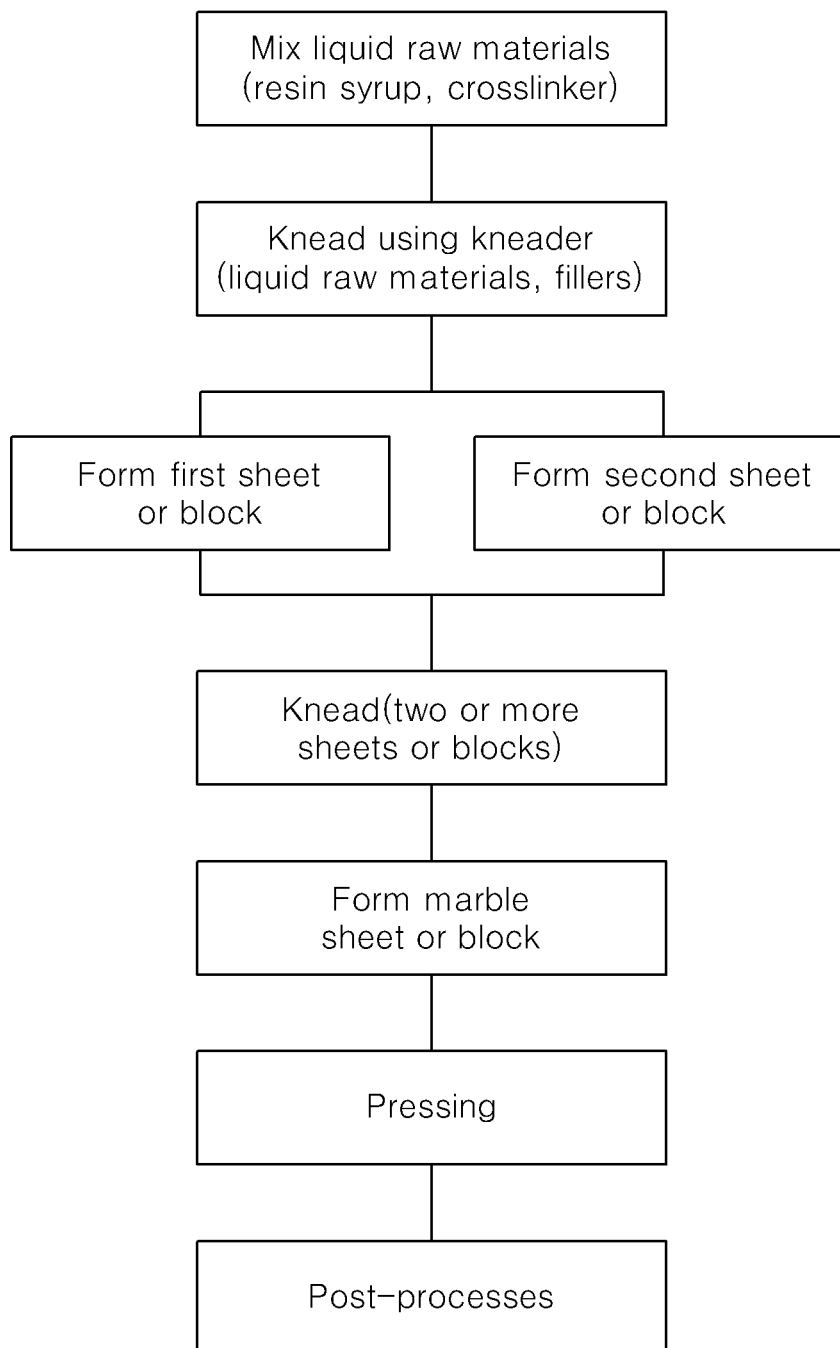 Mix liquid raw materials
(resin syrup, crosslinker)
Knead using kneader
(liquid raw materials, fillers)
Form first sheet
or block
Form second sheet
or block
Knead(two or more
sheets or blocks)
Form marble
sheet or block
Pressing
Post-processes